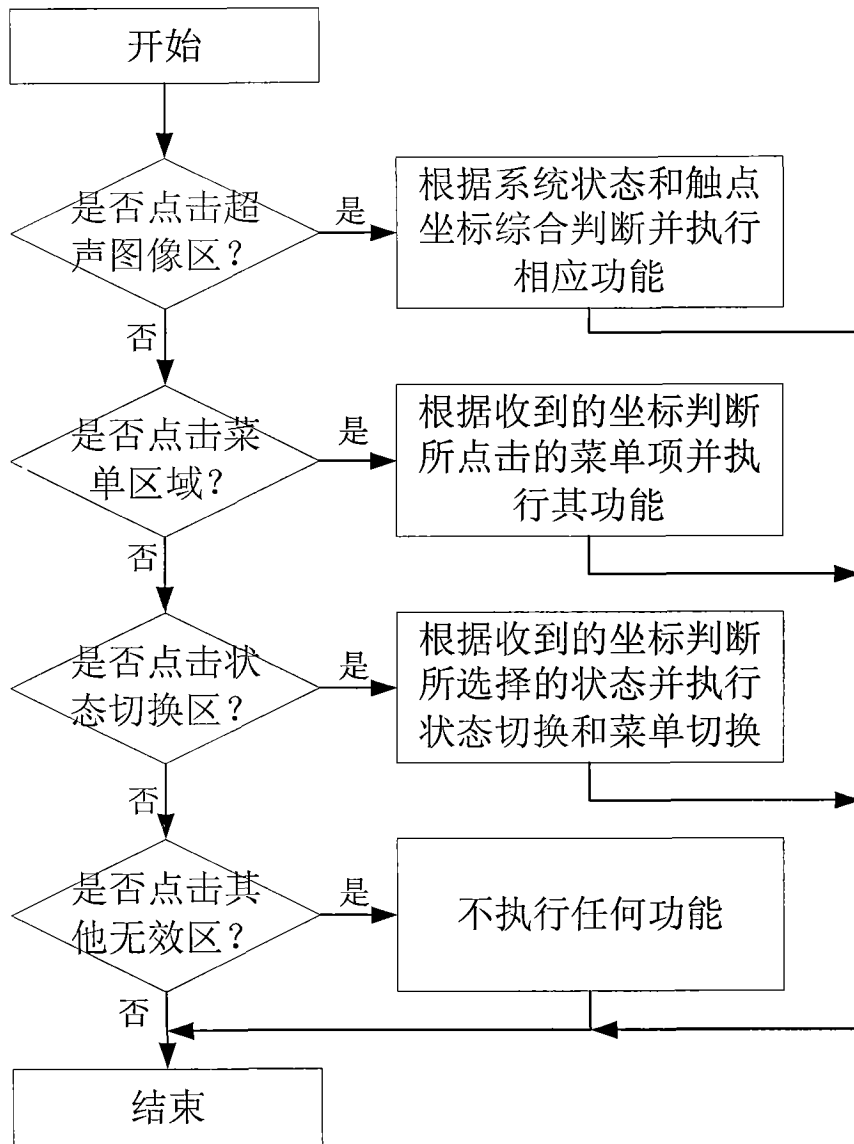 开始
是否点击超
声图像区？
是
根据系统状态和触点
坐标综合判断并执行
相应功能
否
是否点击菜
单区域？
是
根据收到的坐标判断
所点击的菜单项并执
行其功能
否
是否点击状
态切换区？
是
根据收到的坐标判断
所选择的状态并执行
状态切换和菜单切换
否
是否点击其
他无效区？
是
不执行任何功能
否
结束